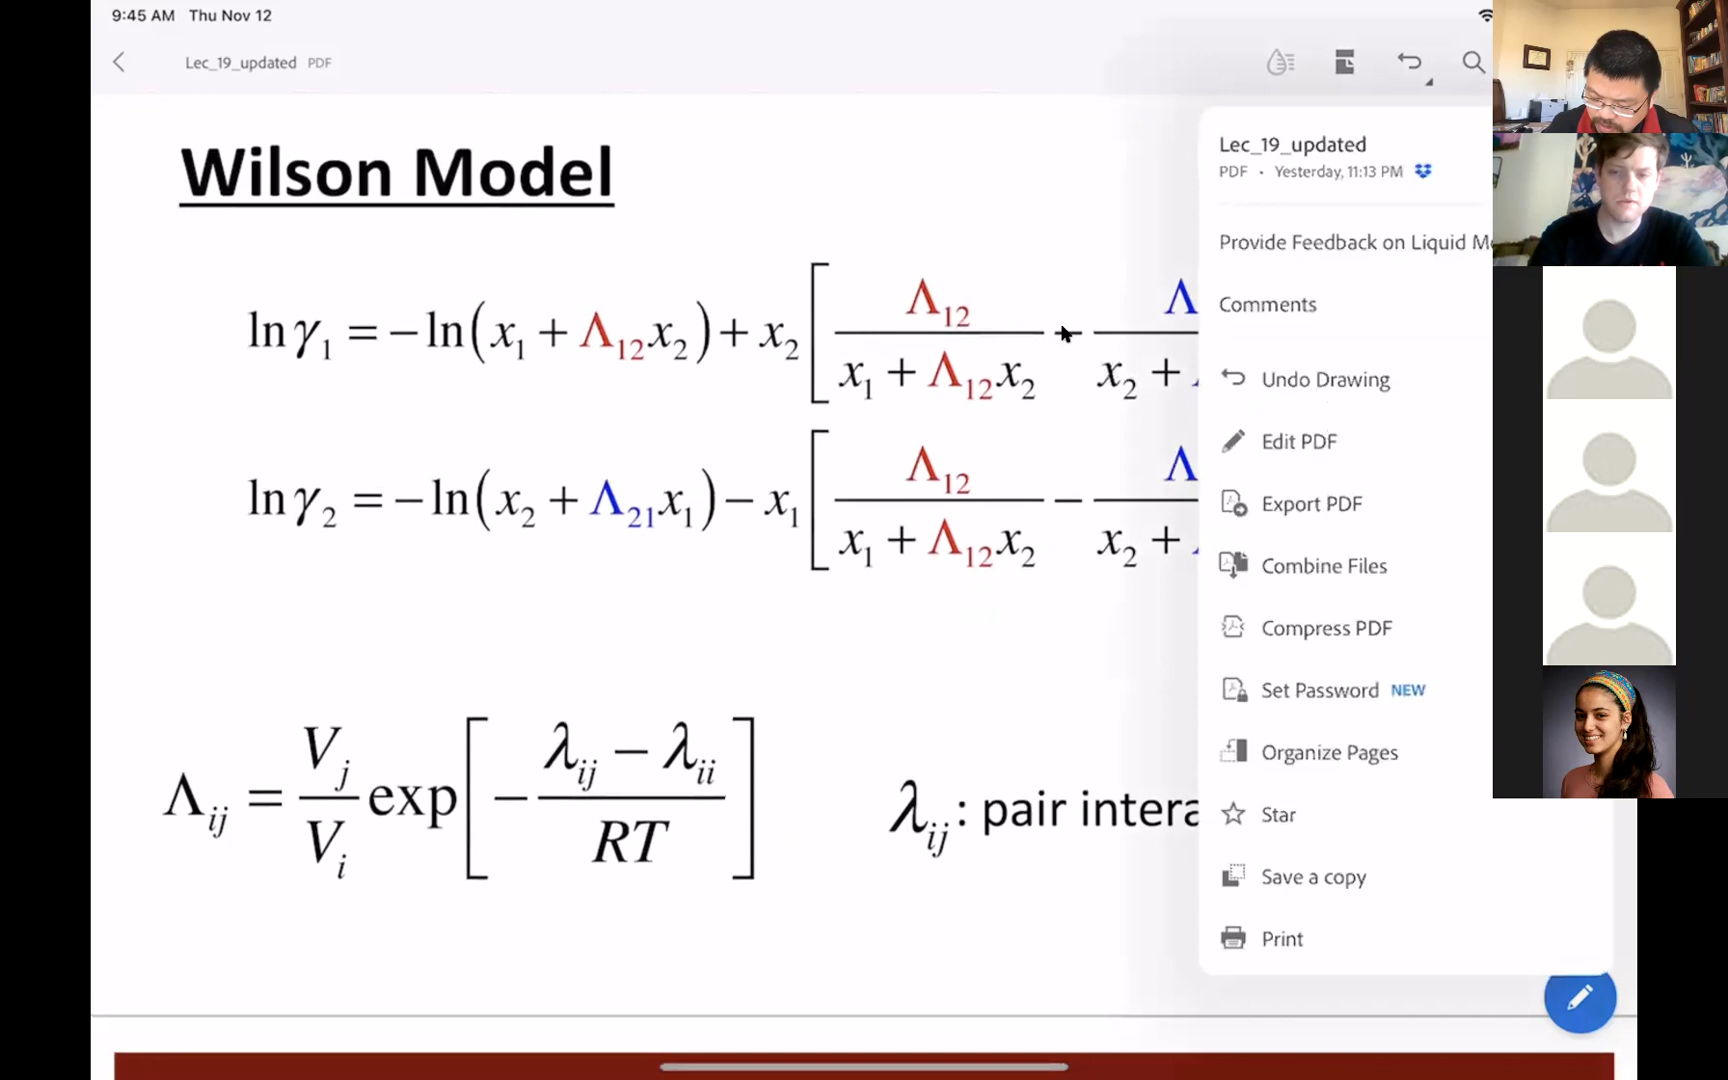 9:45 AM Thu Nov 12
Lec_19_updated PDF
Wilson Model
ln γ₁ = −ln(x₁ + Λ₁₂x₂) + x₂[ Λ₁₂ / (x₁ + Λ₁₂x₂) − Λ / (x₂ +
ln γ₂ = −ln(x₂ + Λ₂₁x₁) − x₁[ Λ₁₂ / (x₁ + Λ₁₂x₂) − Λ / (x₂ +
Λij = Vj / Vi exp[ − (λij − λii) / RT ]
λij : pair intera
Lec_19_updated
PDF • Yesterday, 11:13 PM
Provide Feedback on Liquid M
Comments
Undo Drawing
Edit PDF
Export PDF
Combine Files
Compress PDF
Set Password NEW
Organize Pages
Star
Save a copy
Print